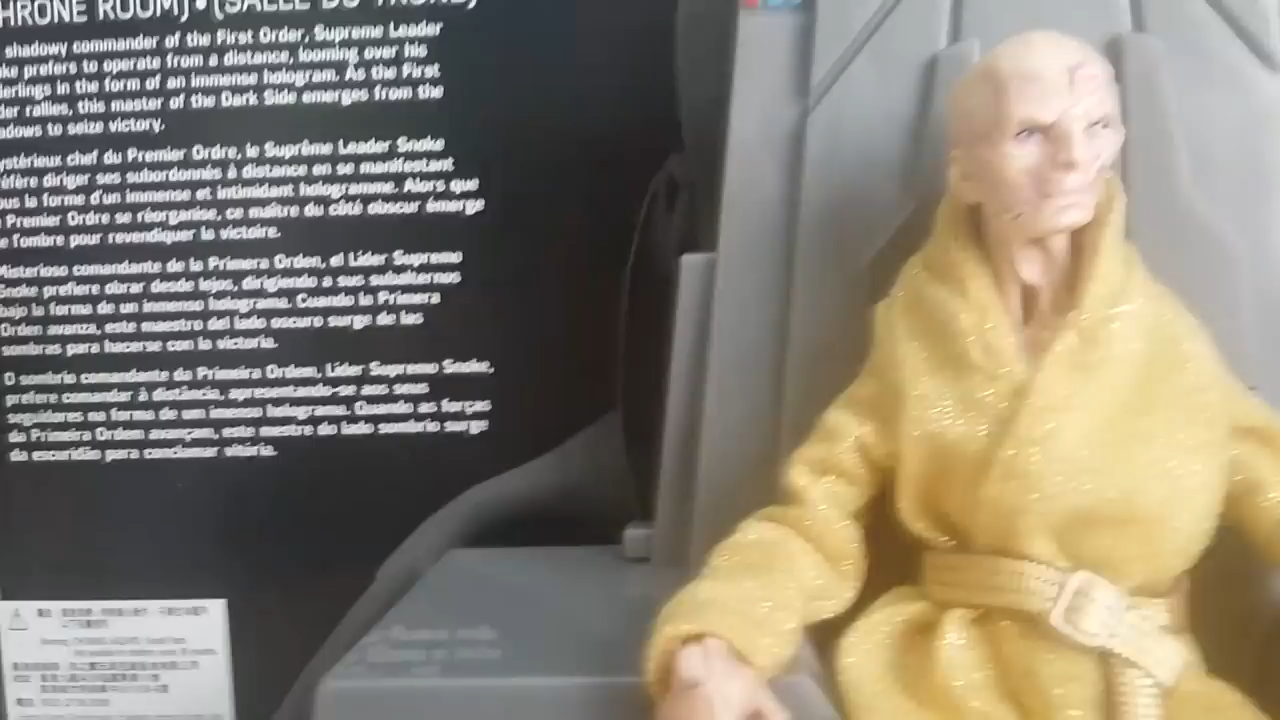 HRONE ROOM) • (SALLE DU TRÔNE)
shadowy commander of the First Order, Supreme Leader
ke prefers to operate from a distance, looming over his
erlings in the form of an immense hologram. As the First
der rallies, this master of the Dark Side emerges from the
adows to seize victory.
ystérieux chef du Premier Ordre, le Suprême Leader Snoke
éfère diriger ses subordonnés à distance en se manifestant
ous la forme d'un immense et intimidant hologramme. Alors que
Premier Ordre se réorganise, ce maître du côté obscur émerge
e l'ombre pour revendiquer la victoire.
Misterioso comandante de la Primera Orden, el Líder Supremo
Snoke prefiere obrar desde lejos, dirigiendo a sus subalternos
bajo la forma de un inmenso holograma. Cuando la Primera
Orden avanza, este maestro del lado oscuro surge de las
sombras para hacerse con la victoria.
O sombrio comandante da Primeira Ordem, Líder Supremo Snoke,
prefere comandar à distância, apresentando-se aos seus
seguidores na forma de um imenso holograma. Quando as forças
da Primeira Ordem avançam, este mestre do lado sombrio surge
da escuridão para conclamar vitória.